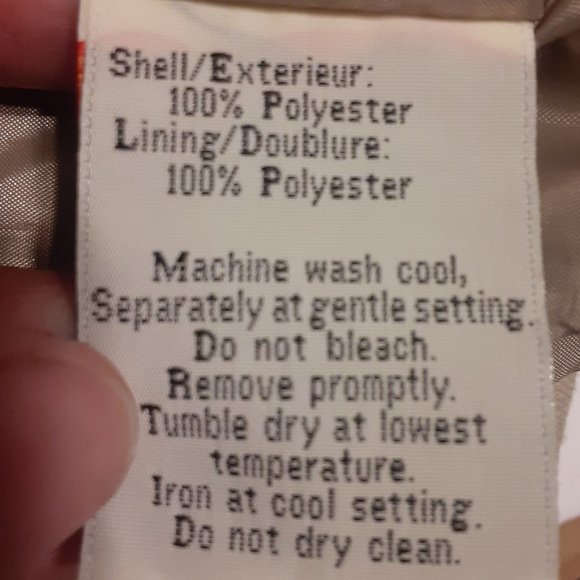 Shell/Exterieur:
100% Polyester
Lining/Doublure:
100% Polyester
Machine wash cool,
Separately at gentle setting.
Do not bleach.
Remove promptly.
Tumble dry at lowest
temperature.
Iron at cool setting.
Do not dry clean.